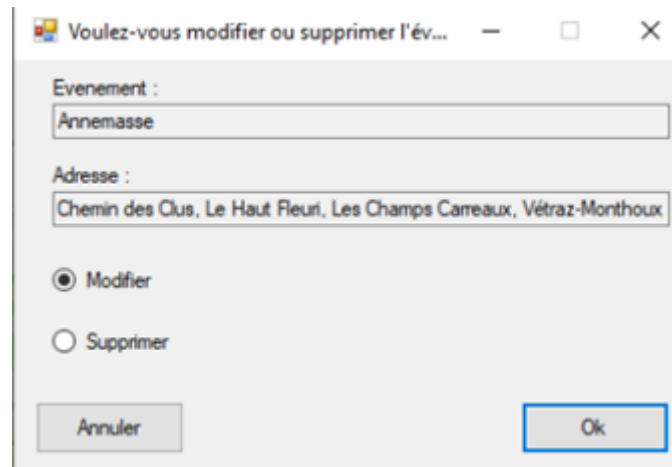 Voulez-vous modifier ou supprimer l'év...
Evenement :
Annemasse
Adresse :
Chemin des Clus, Le Haut Fleuri, Les Champs Carreaux, Vétraz-Monthoux
Modifier
Supprimer
Annuler Ok